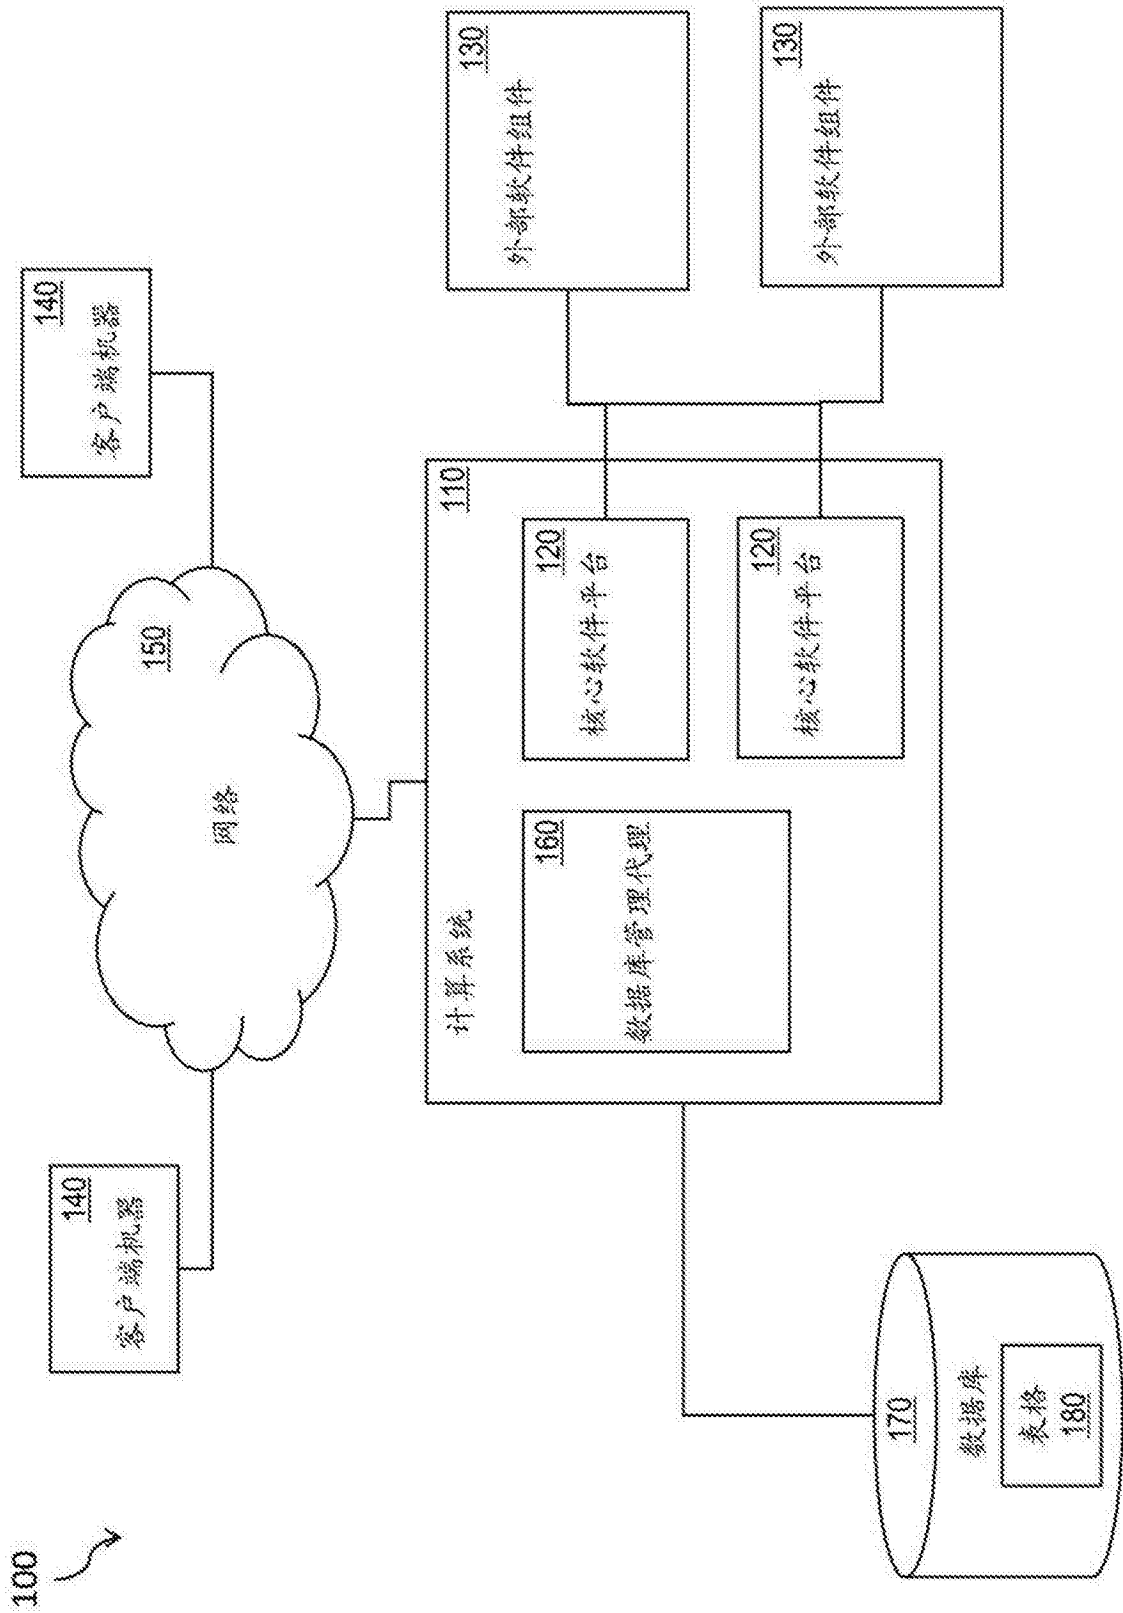 100
140
客户端机器
140
客户端机器
150
网络
计算系统
110
160
数据库管理代理
120
核心软件平台
120
核心软件平台
130
外部软件组件
130
外部软件组件
170
数据库
表格
180